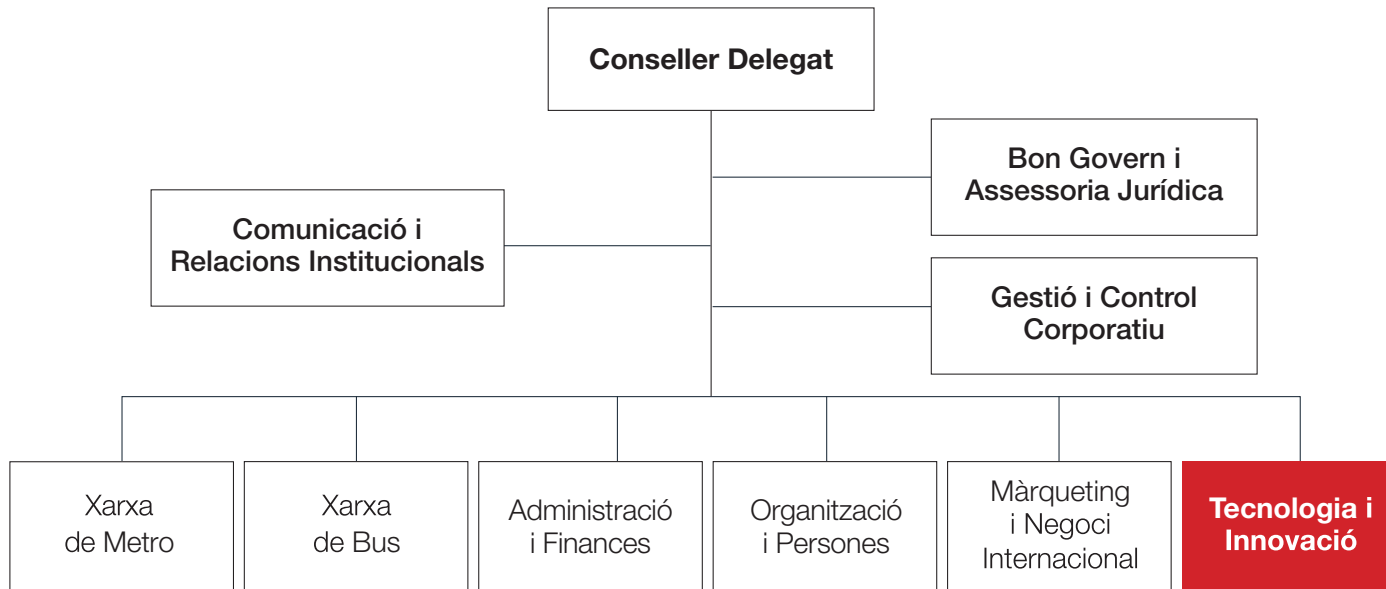 Conseller Delegat
Bon Govern i
Assessoria Jurídica
Comunicació i
Relacions Institucionals
Gestió i Control
Corporatiu
Xarxa
de Metro
Xarxa
de Bus
Administració
i Finances
Organització
i Persones
Màrqueting
i Negoci
Internacional
Tecnologia i
Innovació